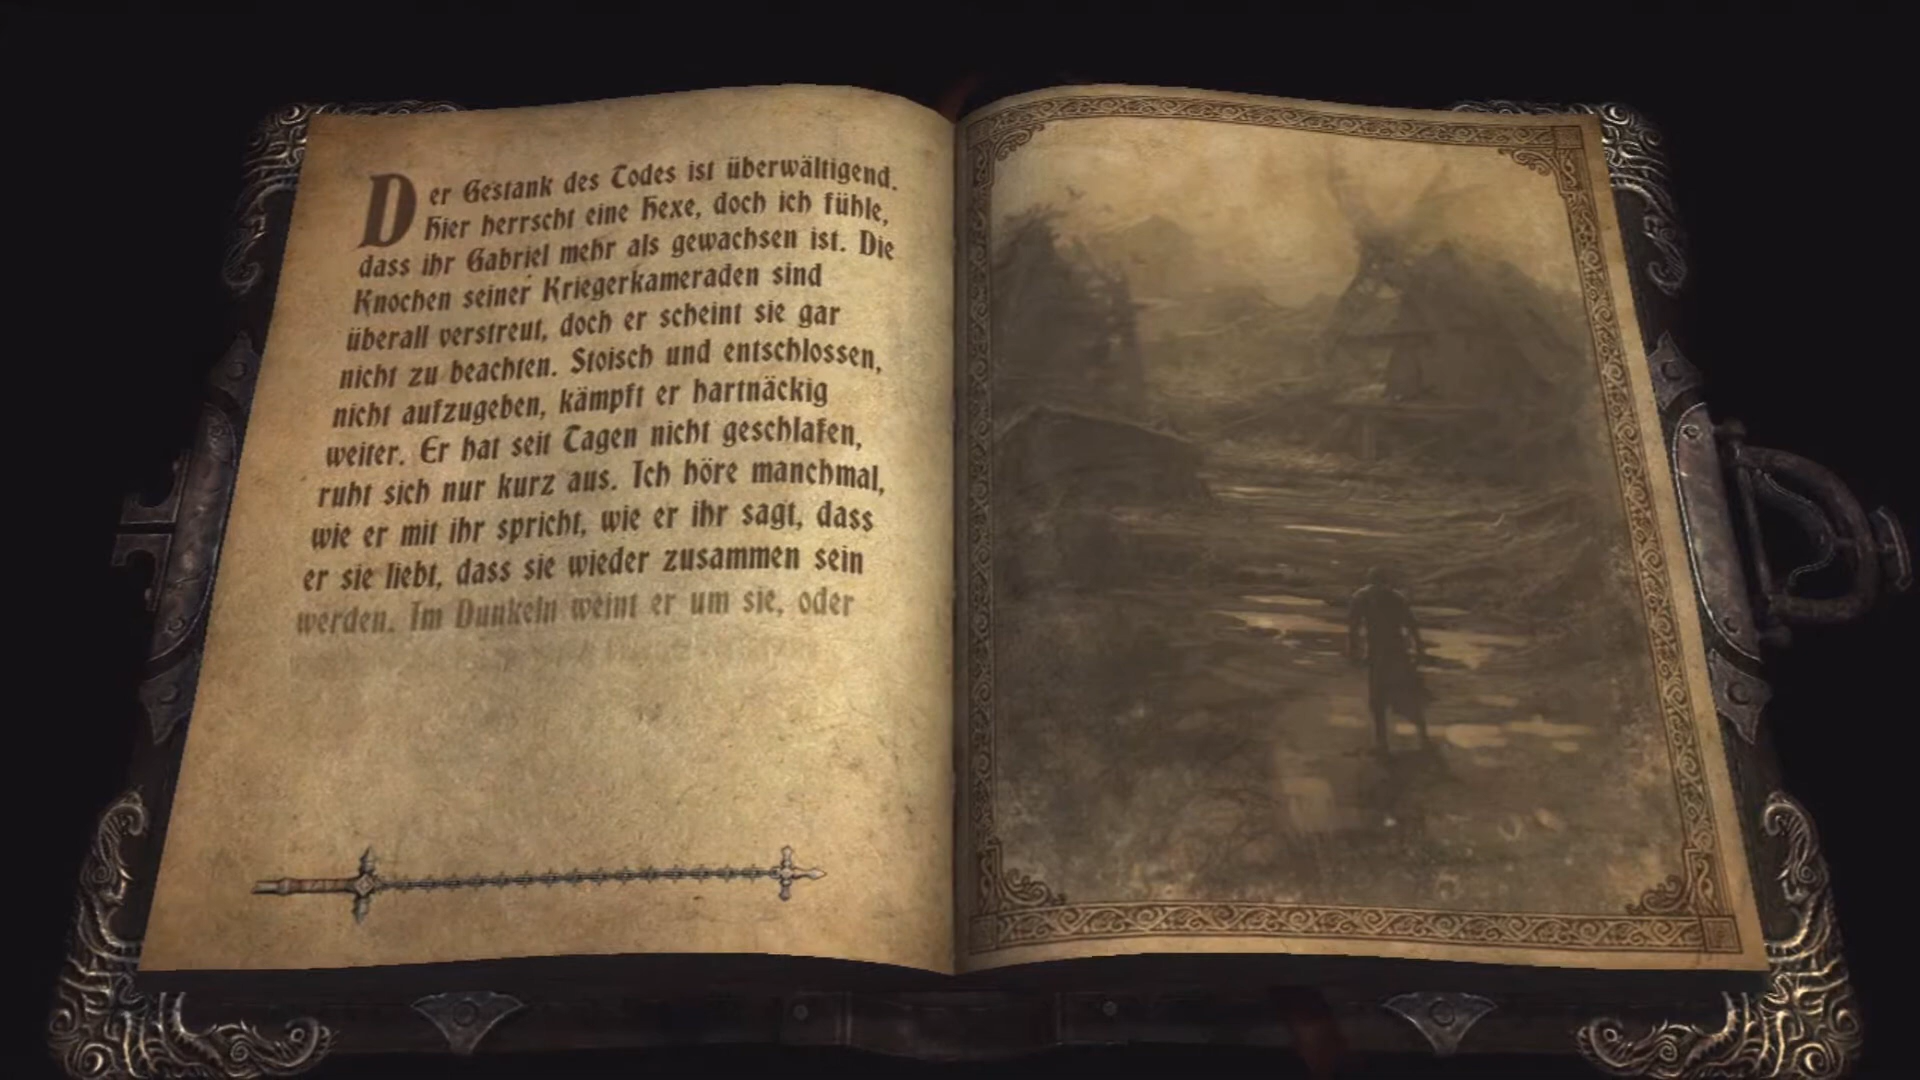 Der Gestank des Todes ist überwältigend.
Hier herrscht eine Hexe, doch ich fühle,
dass ihr Gabriel mehr als gewachsen ist. Die
Knochen seiner Kriegerkameraden sind
überall verstreut, doch er scheint sie gar
nicht zu beachten. Stoisch und entschlossen,
nicht aufzugeben, kämpft er hartnäckig
weiter. Er hat seit Tagen nicht geschlafen,
ruht sich nur kurz aus. Ich höre manchmal,
wie er mit ihr spricht, wie er ihr sagt, dass
er sie liebt, dass sie wieder zusammen sein
werden. Im Dunkeln weint er um sie, oder